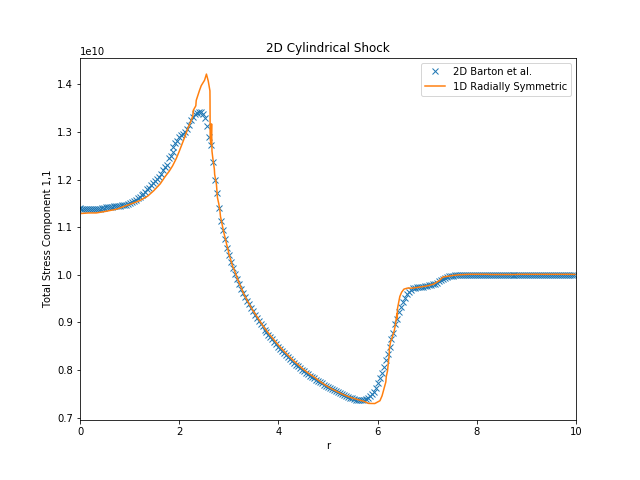 2D Cylindrical Shock
1e10
2D Barton et al.
1D Radially Symmetric
1.4
1.3
1.2
1.1
1.0
0.9
0.8
0.7
Total Stress Component 1,1
0 2 4 6 8 10
r